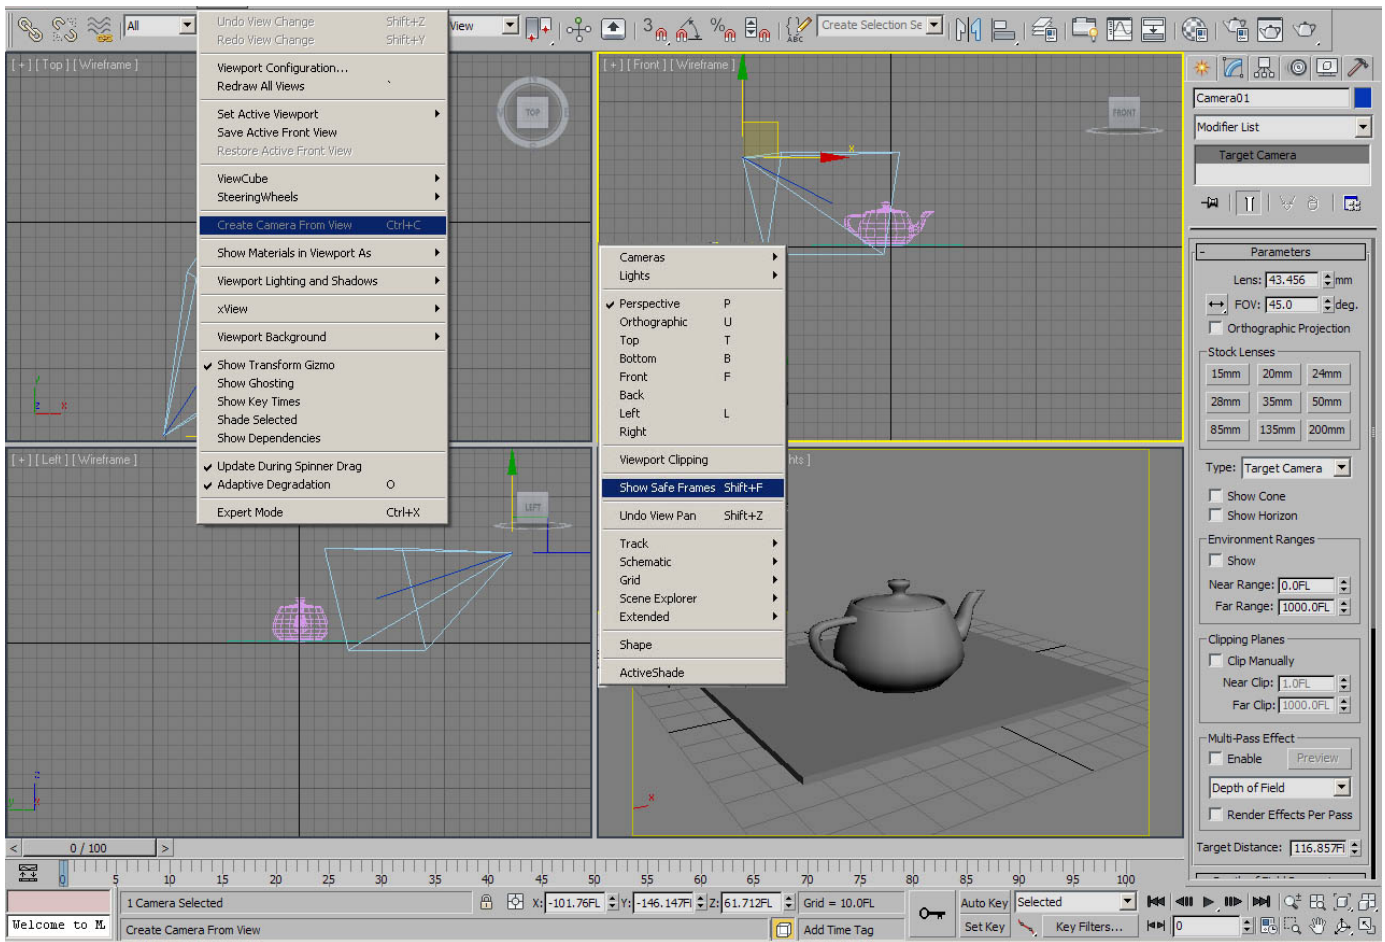 All
View
3
%
ABC
Create Selection Se
Undo View Change Shift+Z
Redo View Change Shift+Y
Viewport Configuration...
Redraw All Views `
Set Active Viewport
Save Active Front View
Restore Active Front View
ViewCube
SteeringWheels
Create Camera From View Ctrl+C
Show Materials in Viewport As
Viewport Lighting and Shadows
xView
Viewport Background
Show Transform Gizmo
Show Ghosting
Show Key Times
Shade Selected
Show Dependencies
Update During Spinner Drag
Adaptive Degradation O
Expert Mode Ctrl+X
[ + ] [ Top ] [ Wireframe ]
TOP
y
z x
[ + ] [ Front ] [ Wireframe ]
x
FRONT
[ + ] [ Left ] [ Wireframe ]
LEFT
z
y x
hts ]
x
Cameras
Lights
Perspective P
Orthographic U
Top T
Bottom B
Front F
Back
Left L
Right
Viewport Clipping
Show Safe Frames Shift+F
Undo View Pan Shift+Z
Track
Schematic
Grid
Scene Explorer
Extended
Shape
ActiveShade
Camera01
Modifier List
Target Camera
- Parameters
Lens: 43.456 mm
FOV: 45.0 deg.
Orthographic Projection
Stock Lenses
15mm 20mm 24mm
28mm 35mm 50mm
85mm 135mm 200mm
Type: Target Camera
Show Cone
Show Horizon
Environment Ranges
Show
Near Range: 0.0FL
Far Range: 1000.0FL
Clipping Planes
Clip Manually
Near Clip: 1.0FL
Far Clip: 1000.0FL
Multi-Pass Effect
Enable Preview
Depth of Field
Render Effects Per Pass
Target Distance: 116.857Fl
< 0 / 100 >
0 5 10 15 20 25 30 35 40 45 50 55 60 65 70 75 80 85 90 95 100
1 Camera Selected X: -101.76FL Y: -146.147Fl Z: 61.712FL Grid = 10.0FL Auto Key Selected
Welcome to M Create Camera From View Add Time Tag Set Key Key Filters... 0